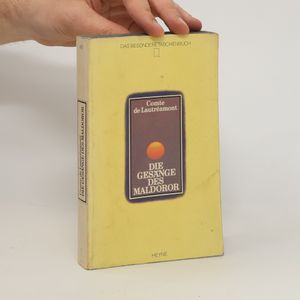 DAS BESONDERE TASCHENBUCH
Comte
de Lautréamont
DIE
GESÄNGE
DES
MALDOROR
HEYNE